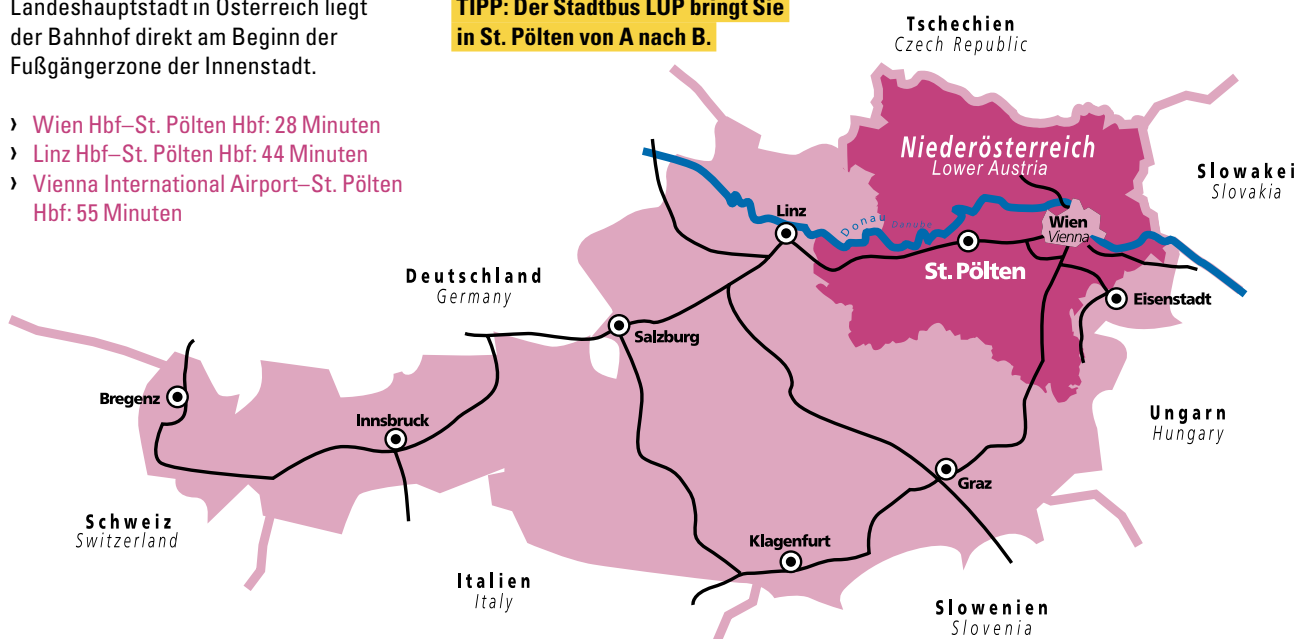 Landeshauptstadt in Österreich liegt
der Bahnhof direkt am Beginn der
Fußgängerzone der Innenstadt.
› Wien Hbf–St. Pölten Hbf: 28 Minuten
› Linz Hbf–St. Pölten Hbf: 44 Minuten
› Vienna International Airport–St. Pölten
Hbf: 55 Minuten
TIPP: Der Stadtbus LUP bringt Sie
in St. Pölten von A nach B.
Tschechien
Czech Republic
Niederösterreich
Lower Austria
Slowakei
Slovakia
Linz
Donau Danube
Wien
Vienna
St. Pölten
Deutschland
Germany
Eisenstadt
Salzburg
Bregenz
Innsbruck
Ungarn
Hungary
Graz
Schweiz
Switzerland
Klagenfurt
Italien
Italy
Slowenien
Slovenia